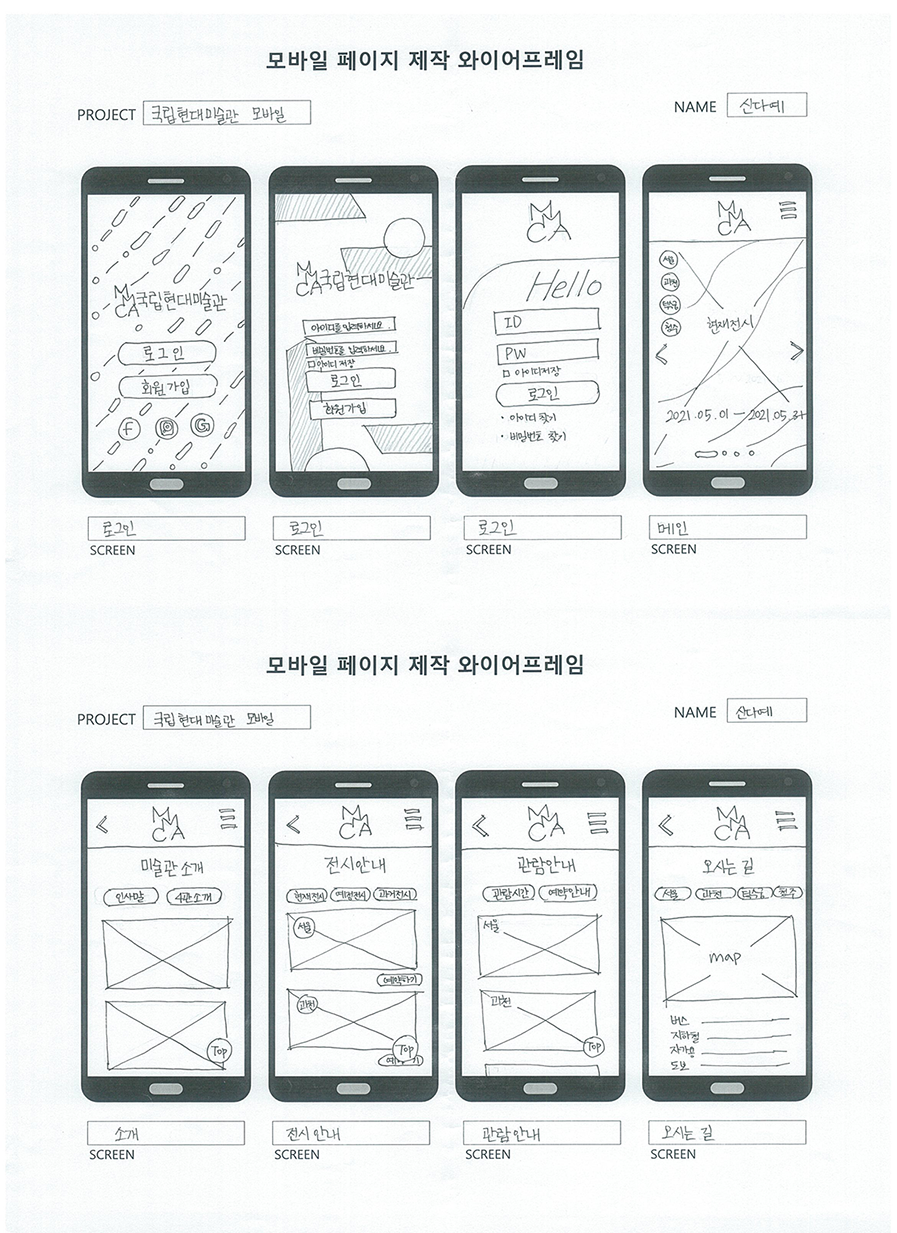 모바일 페이지 제작 와이어프레임
PROJECT 국립현대미술관 모바일
NAME 신다예
MMCA 국립현대미술관
로그인
회원가입
f
G
로그인
SCREEN
MMCA 국립현대미술관
아이디를 입력하세요.
비밀번호를 입력하세요.
아이디 저장
로그인
회원가입
로그인
SCREEN
MMCA
Hello
ID
PW
아이디저장
로그인
• 아이디 찾기
• 비밀번호 찾기
로그인
SCREEN
MMCA
서울
과천
덕수궁
청주
현재전시
2021.05.01 — 2021.05.31
메인
SCREEN
모바일 페이지 제작 와이어프레임
PROJECT 국립현대미술관 모바일
NAME 신다예
MMCA
미술관 소개
인사말 4관소개
Top
소개
SCREEN
MMCA
전시안내
현재전시 예정전시 과거전시
서울
예약하기
과천
Top
전시 안내
SCREEN
MMCA
관람안내
관람시간 예약안내
서울
과천
Top
관람안내
SCREEN
MMCA
오시는 길
서울 과천 덕수궁 청주
map
버스
지하철
자가용
도보
오시는 길
SCREEN